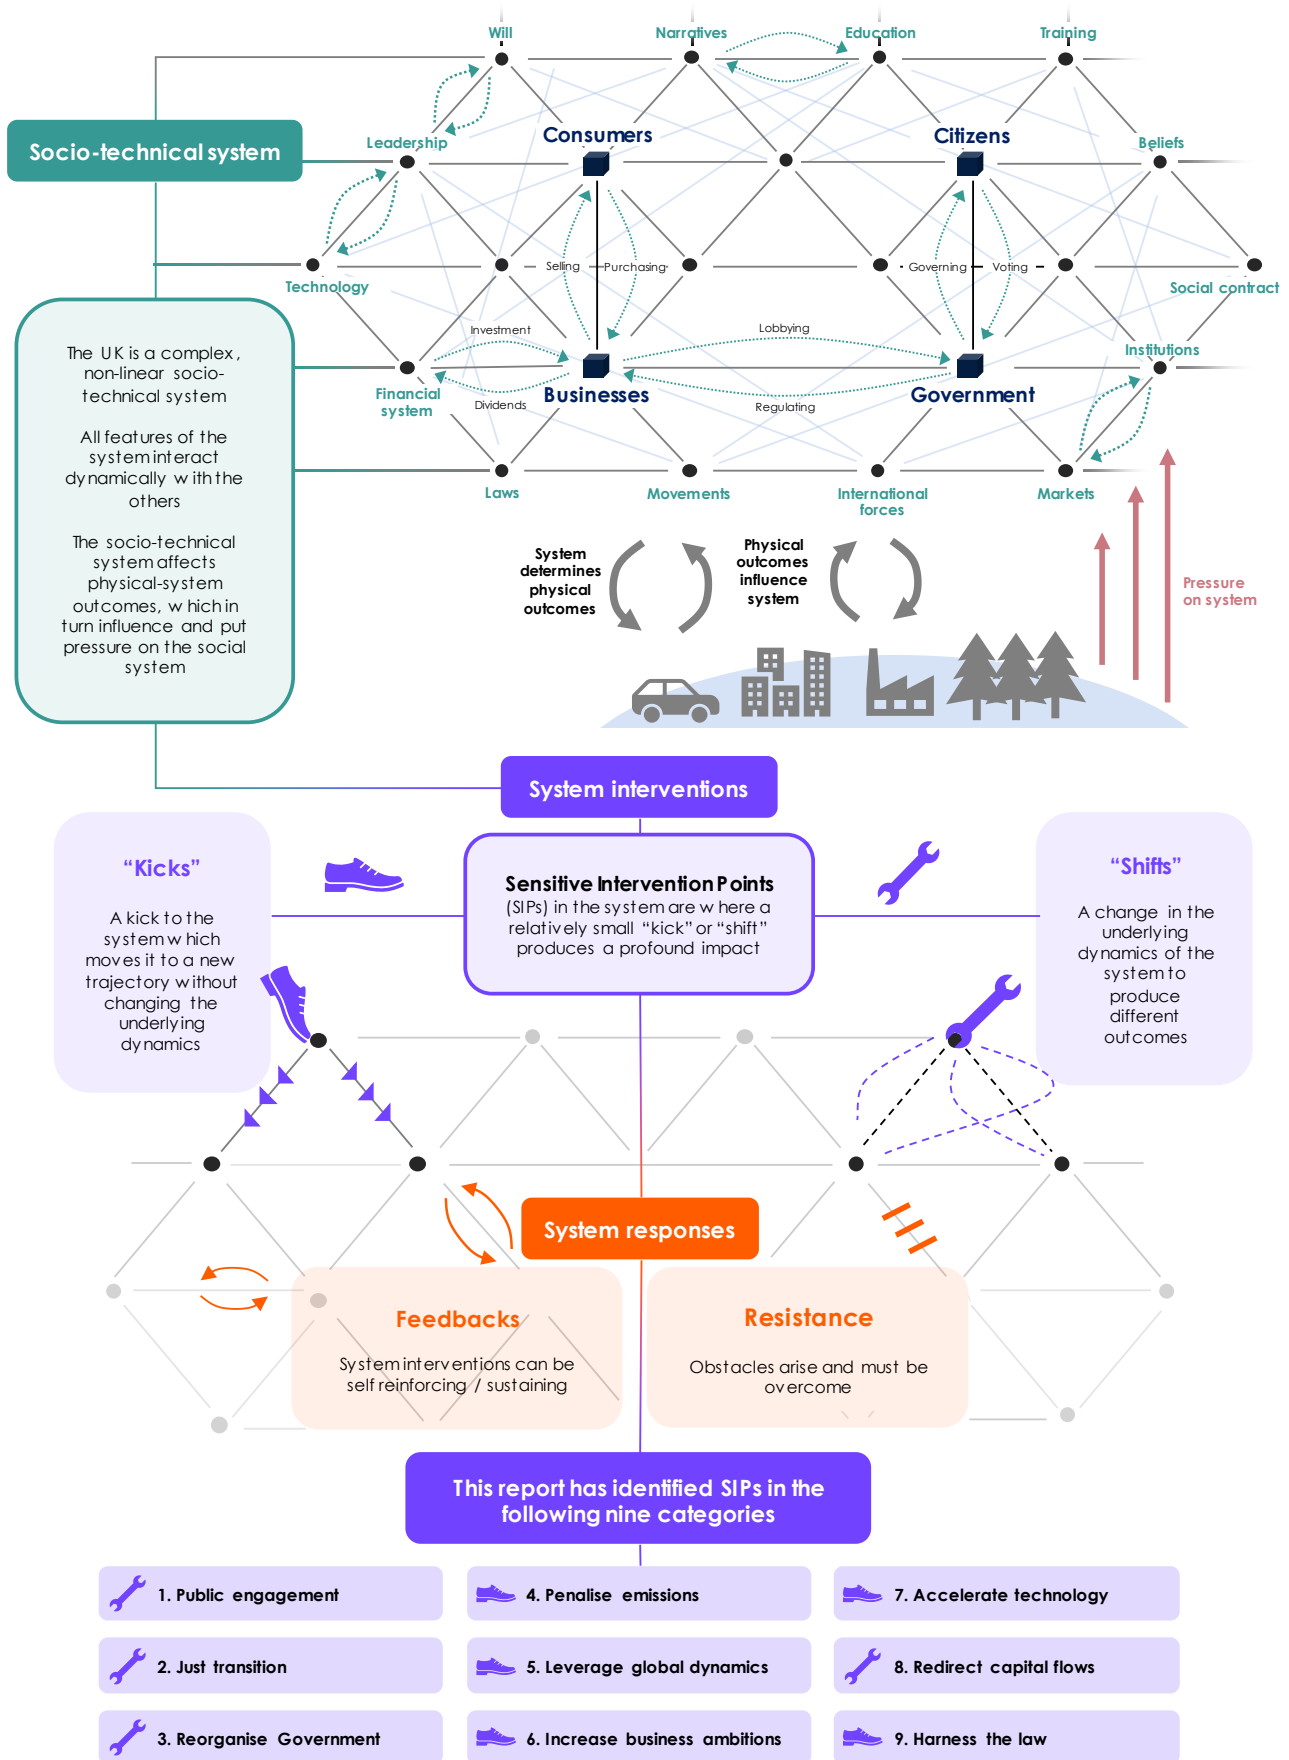 Will
Narratives
Education
Training
Socio-technical system
Leadership
Consumers
Citizens
Beliefs
Selling
Purchasing
Governing
Voting
Technology
Social contract
The UK is a complex,
non-linear socio-
technical system
All features of the
system interact
dynamically with the
others
The socio-technical
system affects
physical-system
outcomes, which in
turn influence and put
pressure on the social
system
Investment
Lobbying
Institutions
Financial
system
Dividends
Businesses
Regulating
Government
Laws
Movements
International
forces
Markets
System
determines
physical
outcomes
Physical
outcomes
influence
system
Pressure
on system
System interventions
"Kicks"
A kick to the
system which
moves it to a new
trajectory without
changing the
underlying
dynamics
Sensitive Intervention Points
(SIPs) in the system are where a
relatively small "kick" or "shift"
produces a profound impact
"Shifts"
A change in the
underlying
dynamics of the
system to
produce
different
outcomes
System responses
Feedbacks
System interventions can be
self reinforcing / sustaining
Resistance
Obstacles arise and must be
overcome
This report has identified SIPs in the
following nine categories
1. Public engagement
2. Just transition
3. Reorganise Government
4. Penalise emissions
5. Leverage global dynamics
6. Increase business ambitions
7. Accelerate technology
8. Redirect capital flows
9. Harness the law